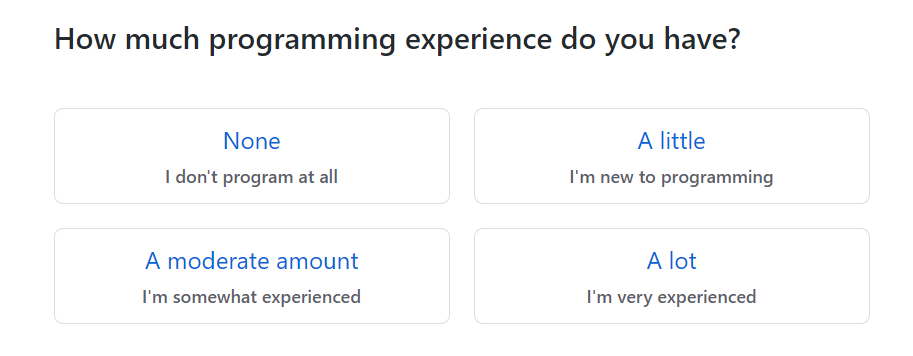 How much programming experience do you have?
None
I don't program at all
A little
I'm new to programming
A moderate amount
I'm somewhat experienced
A lot
I'm very experienced